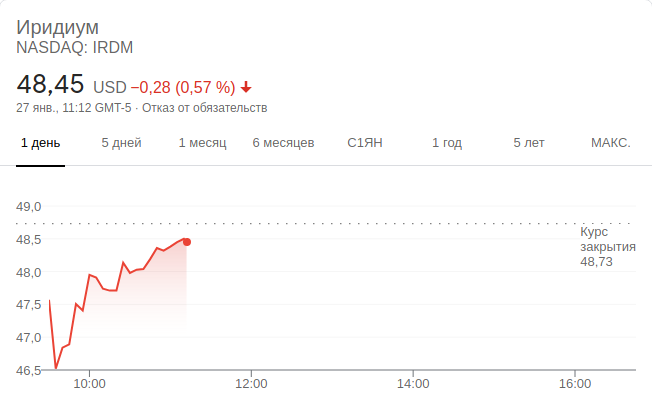 Иридиум
NASDAQ: IRDM
48,45 USD −0,28 (0,57 %)
27 янв., 11:12 GMT-5 · Отказ от обязательств
1 день 5 дней 1 месяц 6 месяцев С1ЯН 1 год 5 лет МАКС.
49,0
Курс
48,5
закрытия
48,73
48,0
47,5
47,0
46,5
10:00 12:00 14:00 16:00